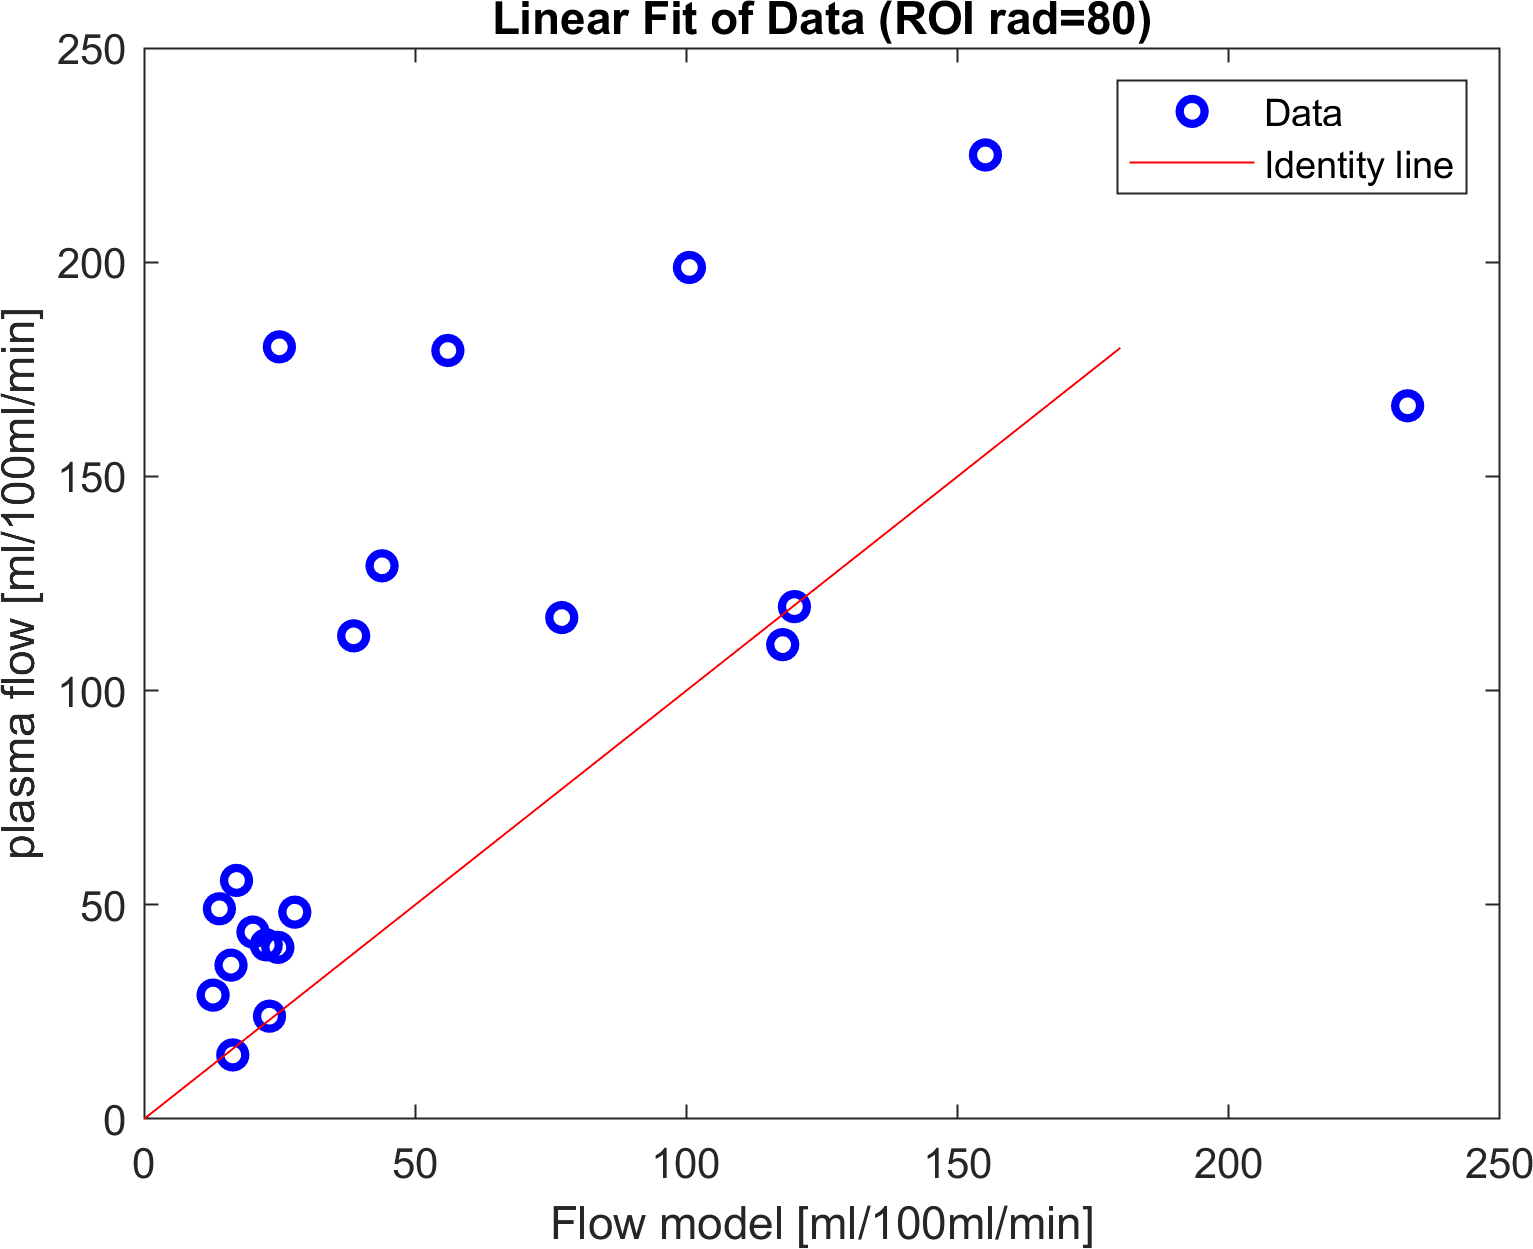 Linear Fit of Data (ROI rad=80)
250
200
150
100
50
0
plasma flow [ml/100ml/min]
Data
Identity line
0 50 100 150 200 250
Flow model [ml/100ml/min]